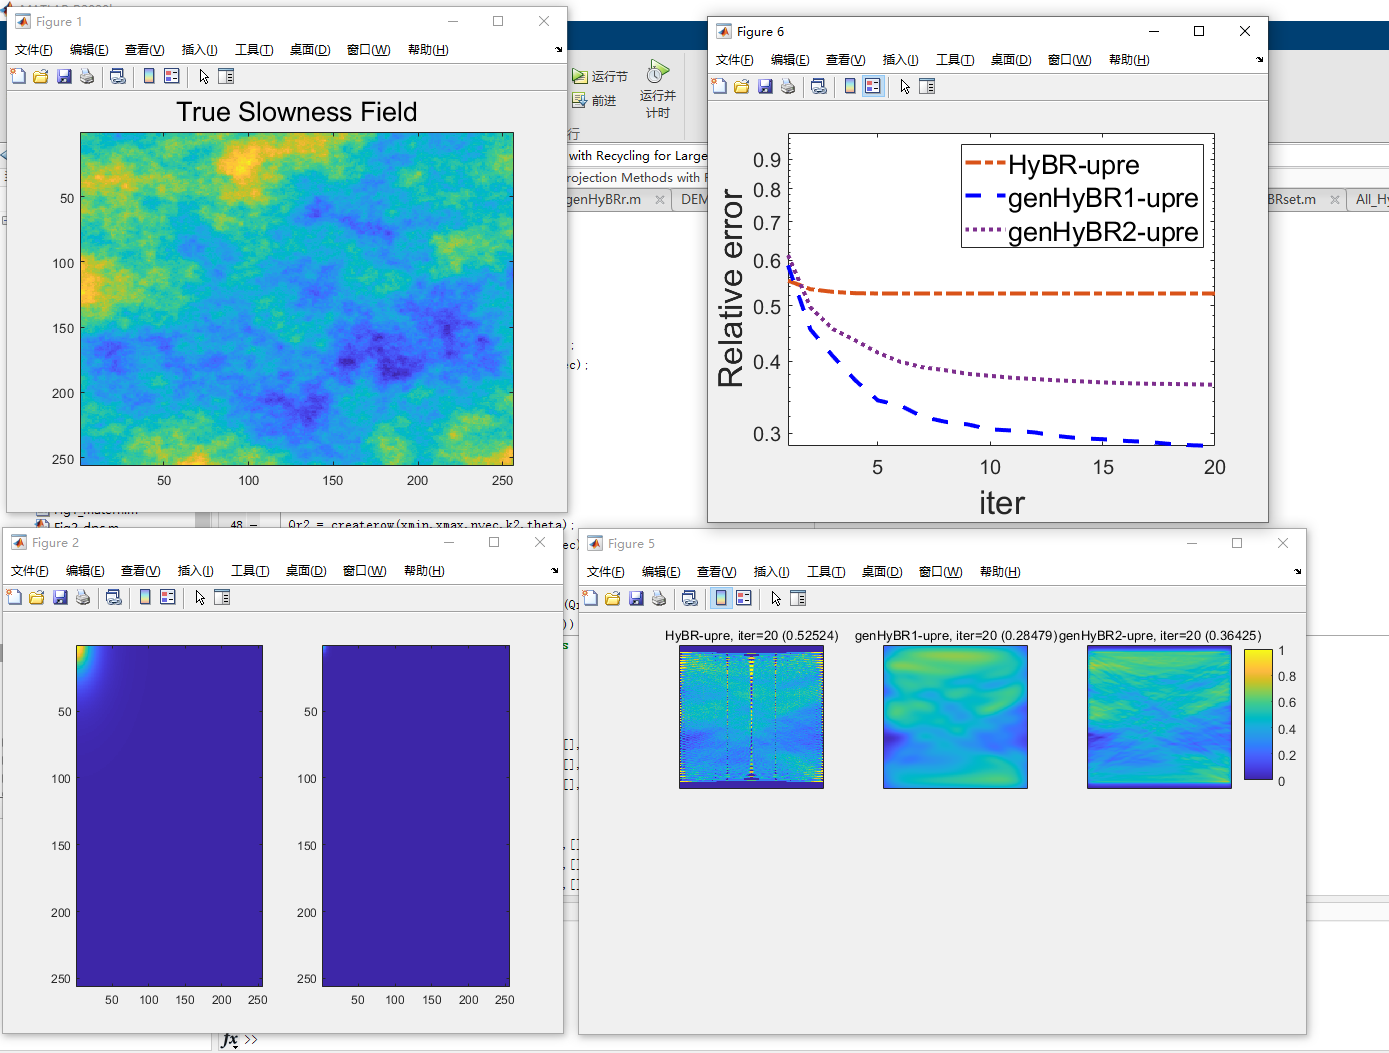 Figure 1
文件(F) 编辑(E) 查看(V) 插入(I) 工具(T) 桌面(D) 窗口(W) 帮助(H)
True Slowness Field
50
100
150
200
250
50 100 150 200 250
运行节
前进
运行并
计时
行
with Recycling for Large
rojection Methods with
genHyBRr.m
DEM
BRset.m
All_Hy
ec);
48
Qr2 = createrow(xmin,xmax,nvec,k2,theta);
Figure 6
文件(F) 编辑(E) 查看(V) 插入(I) 工具(T) 桌面(D) 窗口(W) 帮助(H)
HyBR-upre
genHyBR1-upre
genHyBR2-upre
Relative error
0.9
0.8
0.7
0.6
0.5
0.4
0.3
5 10 15 20
iter
Figure 2
文件(F) 编辑(E) 查看(V) 插入(I) 工具(T) 桌面(D) 窗口(W) 帮助(H)
50
100
150
200
250
50 100 150 200 250
50
100
150
200
250
50 100 150 200 250
Figure 5
文件(F) 编辑(E) 查看(V) 插入(I) 工具(T) 桌面(D) 窗口(W) 帮助(H)
HyBR-upre, iter=20 (0.52524)
genHyBR1-upre, iter=20 (0.28479)
genHyBR2-upre, iter=20 (0.36425)
1
0.8
0.6
0.4
0.2
0
fx >>